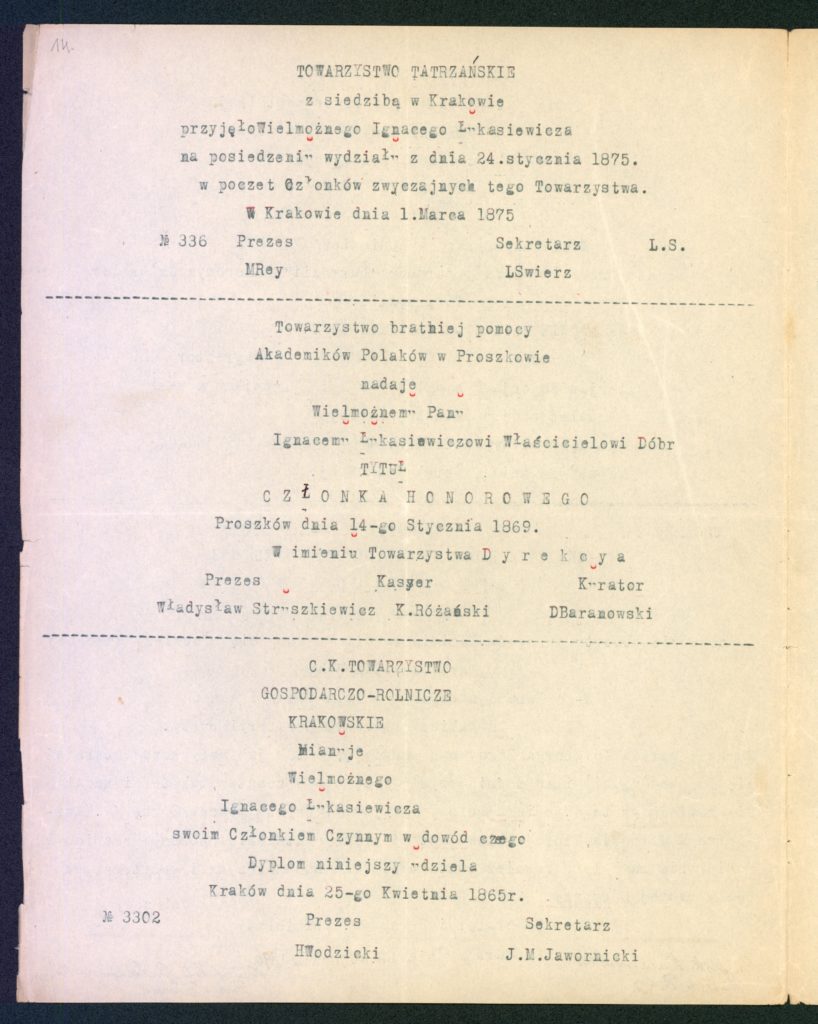 14.
TOWARZYSTWO TATRZAŃSKIE
z siedzibą w Krakowie
przyjęłoWielmożnego Ignacego Łukasiewicza
na posiedzeniu wydziału z dnia 24.stycznia 1875.
w poczet Członków zwyczajnych tego Towarzystwa.
W Krakowie dnia 1.Marca 1875
№ 336 Prezes Sekretarz L.S.
MRey LSwierz
Towarzystwo bratniej pomocy
Akademików Polaków w Proszkowie
nadaje
Wielmożnemu Panu
Ignacemu Łukasiewiczowi Właścicielowi Dóbr
TYTUŁ
CZŁONKA HONOROWEGO
Proszków dnia 14-go Stycznia 1869.
W imieniu Towarzystwa Dyrekcya
Prezes Kasyer Kurator
Władysław Struszkiewicz K.Różański DBaranowski
C.K.TOWARZYSTWO
GOSPODARCZO-ROLNICZE
KRAKOWSKIE
Mianuje
Wielmożnego
Ignacego Łukasiewicza
swoim Członkiem Czynnym w dowód czego
Dyplom niniejszy udziela
Kraków dnia 25-go Kwietnia 1865r.
№ 3302 Prezes Sekretarz
HWodzicki J.M.Jawornicki